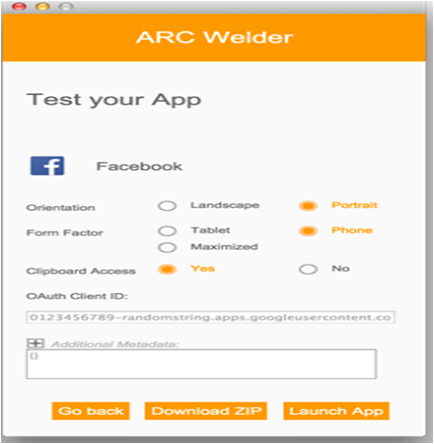 ARC Welder
Test your App
Facebook
Orientation Landscape Portrait
Form Factor Tablet Phone
Maximized
Clipboard Access Yes No
OAuth Client ID:
0123456789-randomstring.apps.googleusercontent.co
Additional Metadata:
{}
Go back Download ZIP Launch App